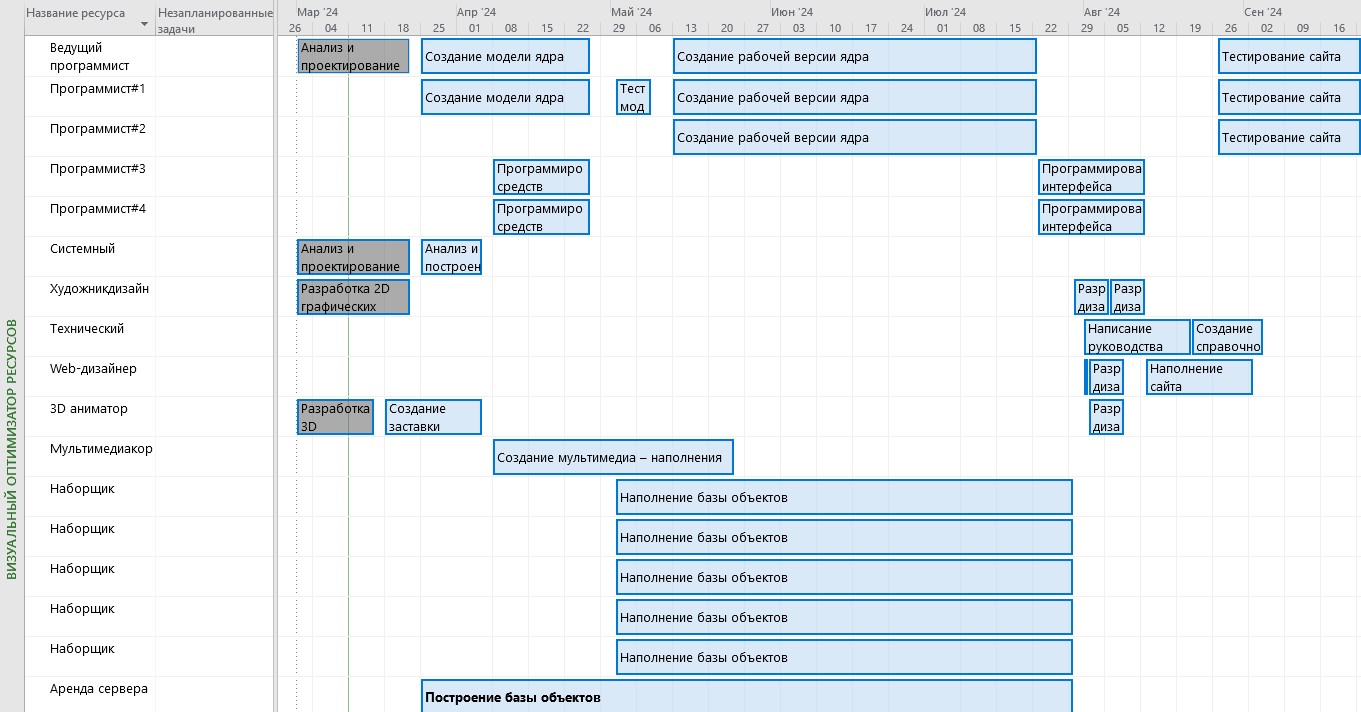 Название ресурса
Незапланированные
задачи
Мар '24 Апр '24 Май '24 Июн '24 Июл '24 Авг '24 Сен '24
26 04 11 18 25 01 08 15 22 29 06 13 20 27 03 10 17 24 01 08 15 22 29 05 12 19 26 02 09 16
ВИЗУАЛЬНЫЙ ОПТИМИЗАТОР РЕСУРСОВ
Ведущий
программист
Анализ и
проектирование
Создание модели ядра
Создание рабочей версии ядра
Тестирование сайта
Программист#1
Создание модели ядра
Тест
мод
Создание рабочей версии ядра
Тестирование сайта
Программист#2
Создание рабочей версии ядра
Тестирование сайта
Программист#3
Программиро
средств
Программирова
интерфейса
Программист#4
Программиро
средств
Программирова
интерфейса
Системный
Анализ и
проектирование
Анализ и
построен
Художникдизайн
Разработка 2D
графических
Разр
диза
Разр
диза
Технический
Написание
руководства
Создание
справочно
Web-дизайнер
Разр
диза
Наполнение
сайта
3D аниматор
Разработка
3D
Создание
заставки
Разр
диза
Мультимедиакор
Создание мультимедиа – наполнения
Наборщик
Наполнение базы объектов
Наборщик
Наполнение базы объектов
Наборщик
Наполнение базы объектов
Наборщик
Наполнение базы объектов
Наборщик
Наполнение базы объектов
Аренда сервера
Построение базы объектов